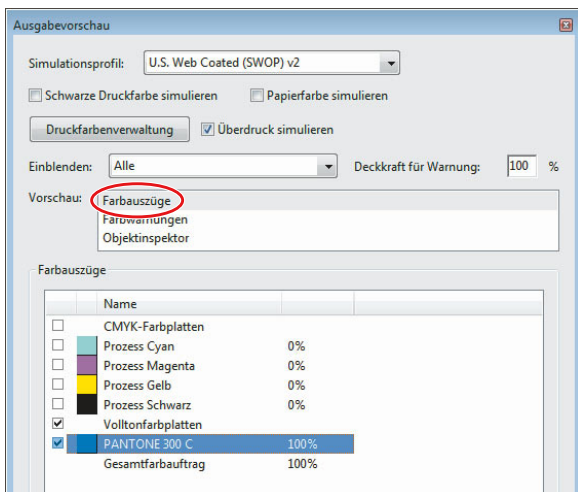 Ausgabevorschau
Simulationsprofil: U.S. Web Coated (SWOP) v2
Schwarze Druckfarbe simulieren Papierfarbe simulieren
Druckfarbenverwaltung Überdruck simulieren
Einblenden: Alle Deckkraft für Warnung: 100 %
Vorschau: Farbauszüge
Farbwarnungen
Objektinspektor
Farbauszüge
Name
CMYK-Farbplatten
Prozess Cyan 0%
Prozess Magenta 0%
Prozess Gelb 0%
Prozess Schwarz 0%
Volltonfarbplatten
PANTONE 300 C 100%
Gesamtfarbauftrag 100%